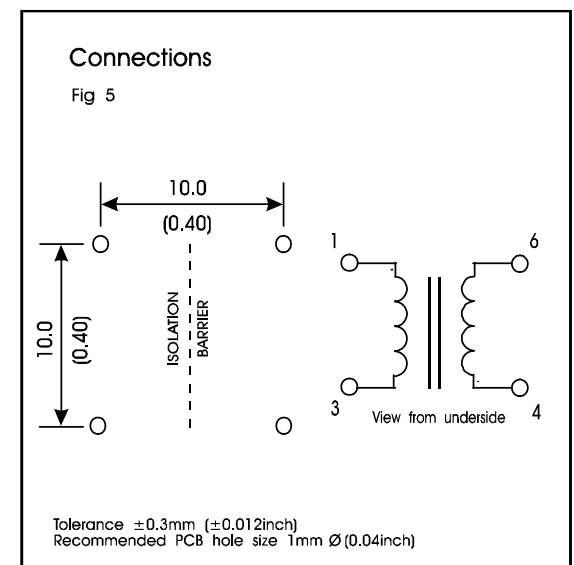 Connections
Fig 5
10.0
(0.40)
10.0
(0.40)
ISOLATION
BARRIER
1
6
3
4
View from underside
Tolerance ±0.3mm (±0.012inch)
Recommended PCB hole size 1mm Ø (0.04inch)